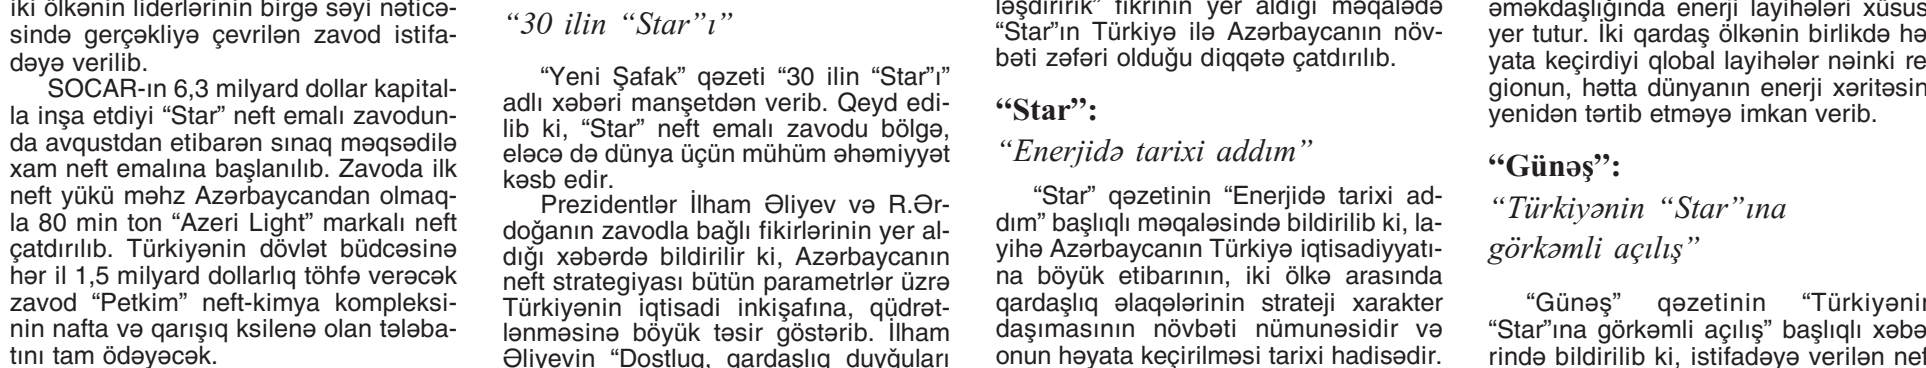 iki ölkənin liderlərinin birgə səyi nəticə-
sində gerçəkliyə çevrilən zavod istifa-
dəyə verilib.
SOCAR-ın 6,3 milyard dollar kapital-
la inşa etdiyi “Star” neft emalı zavodun-
da avqustdan etibarən sınaq məqsədilə
xam neft emalına başlanılıb. Zavoda ilk
neft yükü məhz Azərbaycandan olmaq-
la 80 min ton “Azeri Light” markalı neft
çatdırılıb. Türkiyənin dövlət büdcəsinə
hər il 1,5 milyard dollarlıq töhfə verəcək
zavod “Petkim” neft-kimya kompleksi-
nin nafta və qarışıq ksilenə olan tələba-
tını tam ödəyəcək.
“30 ilin “Star”ı”
“Yeni Şafak” qəzeti “30 ilin “Star”ı”
adlı xəbəri manşetdən verib. Qeyd edi-
lib ki, “Star” neft emalı zavodu bölgə,
eləcə də dünya üçün mühüm əhəmiyyət
kəsb edir.
Prezidentlər İlham Əliyev və R.Ər-
doğanın zavodla bağlı fikirlərinin yer al-
dığı xəbərdə bildirilir ki, Azərbaycanın
neft strategiyası bütün parametrlər üzrə
Türkiyənin iqtisadi inkişafına, qüdrət-
lənməsinə böyük təsir göstərib. İlham
Əliyevin “Dostluq, qardaşlıq duyğuları
ləşdiririk” fikrinin yer aldığı məqalədə
“Star”ın Türkiyə ilə Azərbaycanın növ-
bəti zəfəri olduğu diqqətə çatdırılıb.
“Star”:
“Enerjidə tarixi addım”
“Star” qəzetinin “Enerjidə tarixi ad-
dım” başlıqlı məqaləsində bildirilib ki, la-
yihə Azərbaycanın Türkiyə iqtisadiyyatı-
na böyük etibarının, iki ölkə arasında
qardaşlıq əlaqələrinin strateji xarakter
daşımasının növbəti nümunəsidir və
onun həyata keçirilməsi tarixi hadisədir.
əməkdaşlığında enerji layihələri xüsus
yer tutur. İki qardaş ölkənin birlikdə hə
yata keçirdiyi qlobal layihələr nəinki re
gionun, hətta dünyanın enerji xəritəsin
yenidən tərtib etməyə imkan verib.
“Günəş”:
“Türkiyənin “Star”ına
görkəmli açılış”
“Günəş” qəzetinin “Türkiyənin
“Star”ına görkəmli açılış” başlıqlı xəbə
rində bildirilib ki, istifadəyə verilən nef